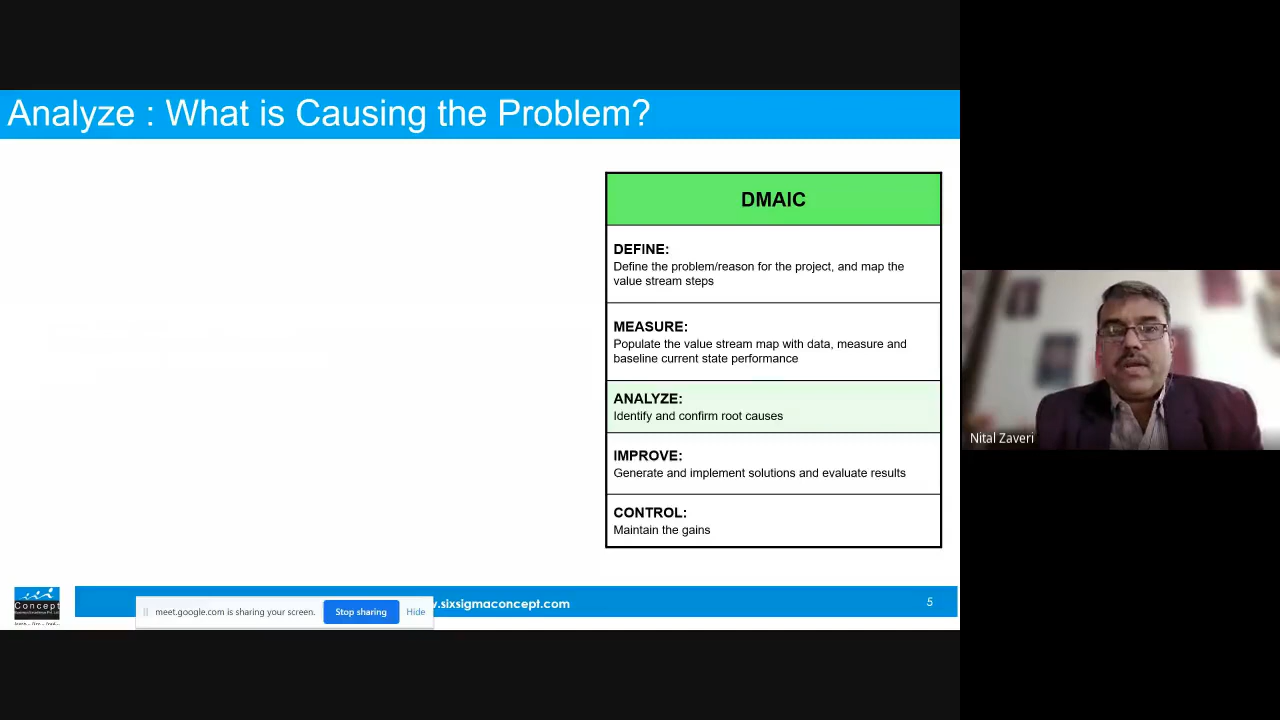 Analyze : What is Causing the Problem?
DMAIC
DEFINE:
Define the problem/reason for the project, and map the
value stream steps
MEASURE:
Populate the value stream map with data, measure and
baseline current state performance
ANALYZE:
Identify and confirm root causes
IMPROVE:
Generate and implement solutions and evaluate results
CONTROL:
Maintain the gains
Nital Zaveri
Concept
meet.google.com is sharing your screen.
Stop sharing
Hide
.sixsigmaconcept.com
5